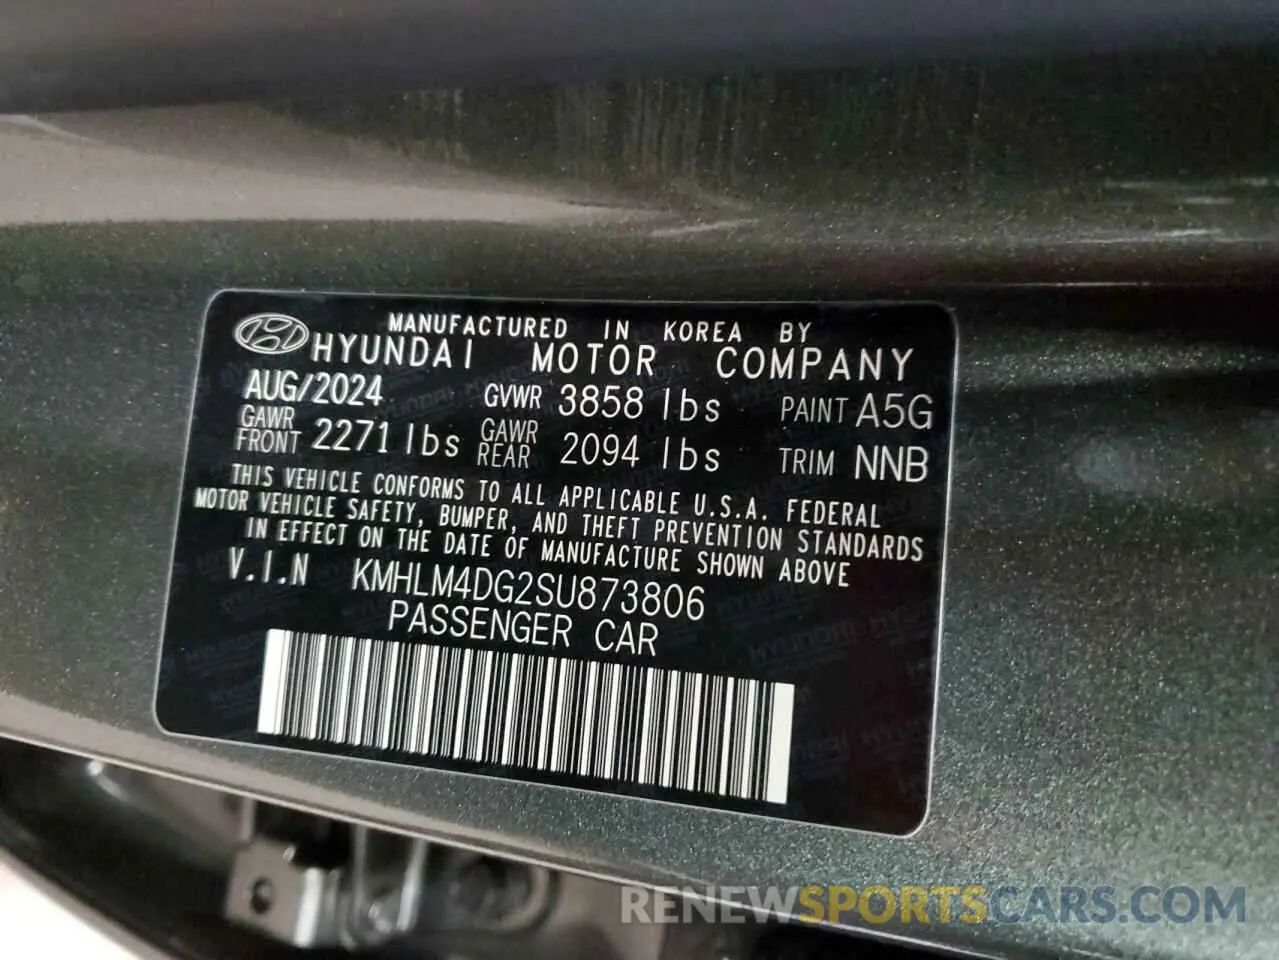 MANUFACTURED IN KOREA BY
HYUNDAI MOTOR COMPANY
AUG/2024 GVWR 3858 lbs PAINT A5G
GAWR FRONT 2271 lbs GAWR REAR 2094 lbs TRIM NNB
THIS VEHICLE CONFORMS TO ALL APPLICABLE U.S.A. FEDERAL
MOTOR VEHICLE SAFETY, BUMPER, AND THEFT PREVENTION STANDARDS
IN EFFECT ON THE DATE OF MANUFACTURE SHOWN ABOVE
V.I.N KMHLM4DG2SU873806
PASSENGER CAR
RENEWSPORTSCARS.COM